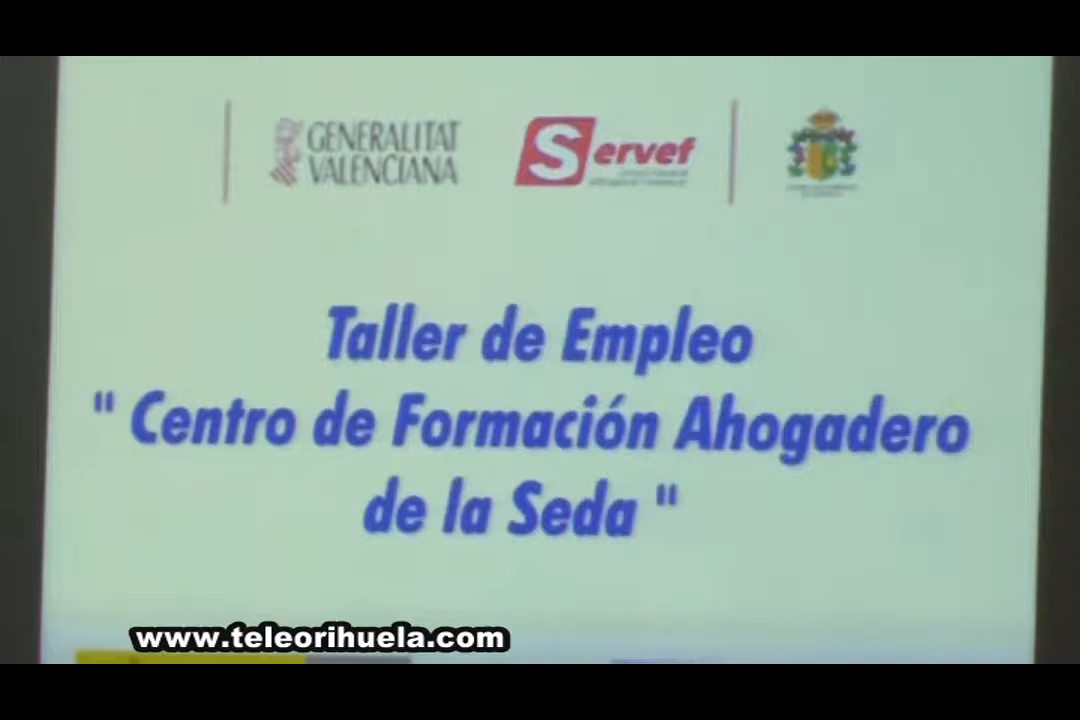 GENERALITAT
VALENCIANA
Servef
Taller de Empleo
" Centro de Formación Ahogadero
de la Seda "
www.teleorihuela.com